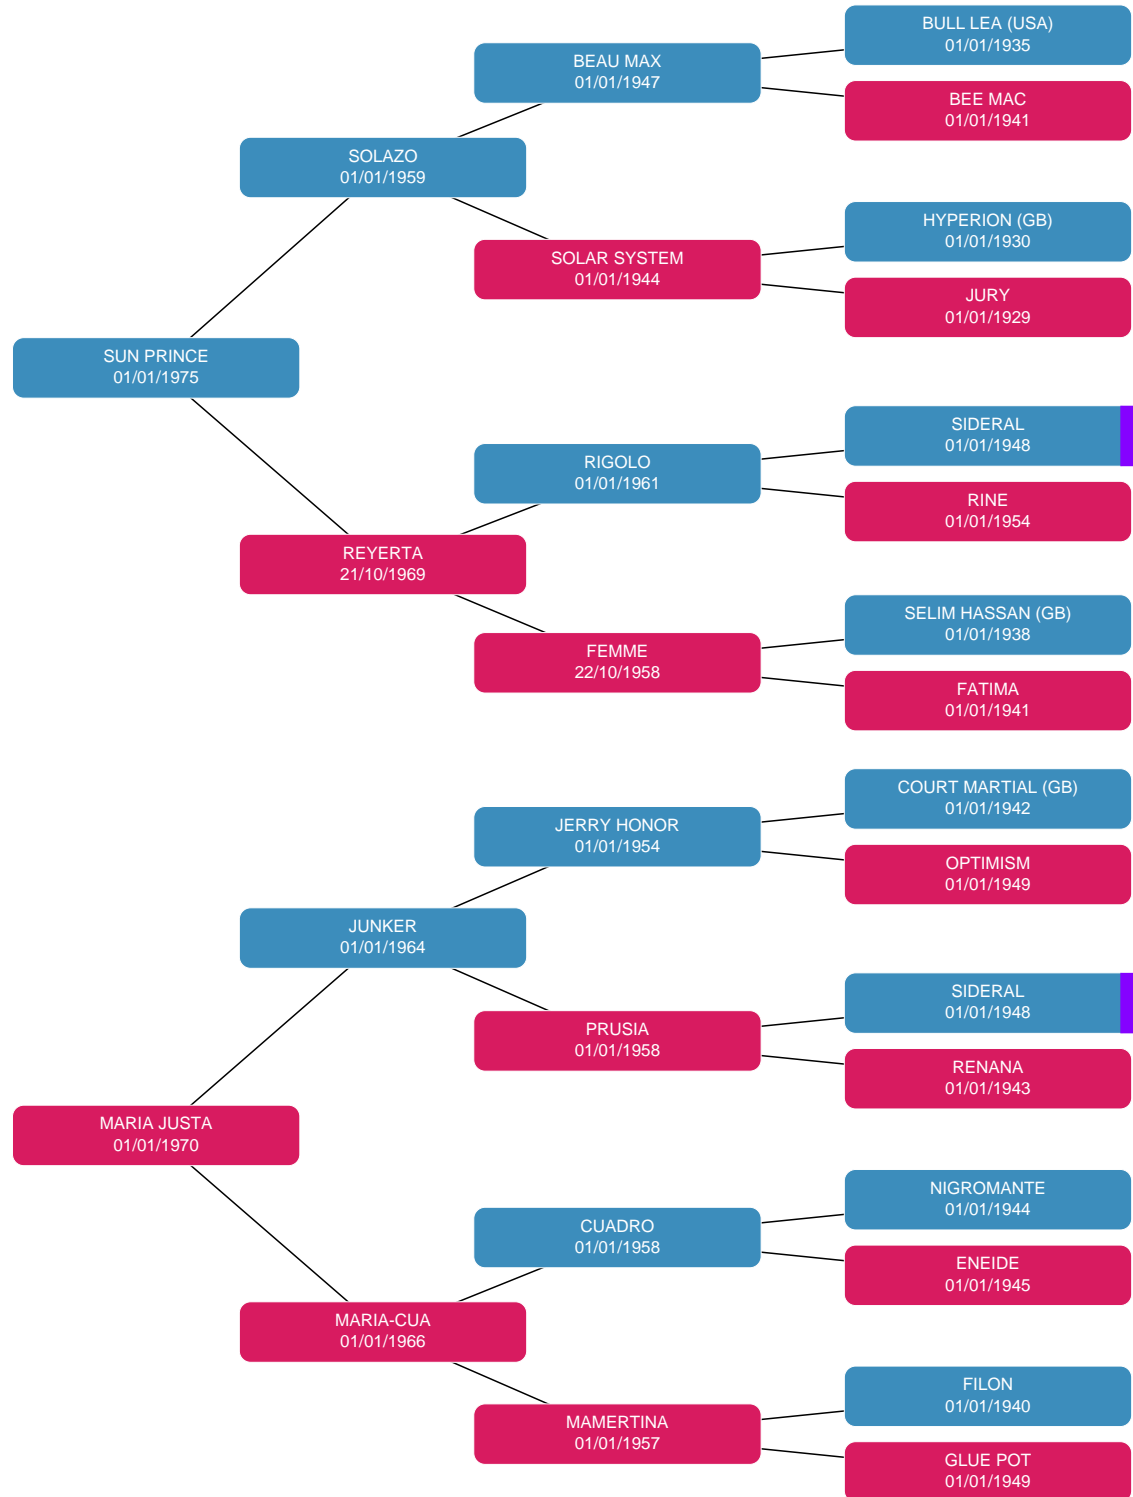 BULL LEA (USA)
01/01/1935
BEAU MAX
01/01/1947
BEE MAC
01/01/1941
SOLAZO
01/01/1959
HYPERION (GB)
01/01/1930
SOLAR SYSTEM
01/01/1944
JURY
01/01/1929
SUN PRINCE
01/01/1975
SIDERAL
01/01/1948
RIGOLO
01/01/1961
RINE
01/01/1954
REYERTA
21/10/1969
SELIM HASSAN (GB)
01/01/1938
FEMME
22/10/1958
FATIMA
01/01/1941
COURT MARTIAL (GB)
01/01/1942
JERRY HONOR
01/01/1954
OPTIMISM
01/01/1949
JUNKER
01/01/1964
SIDERAL
01/01/1948
PRUSIA
01/01/1958
RENANA
01/01/1943
MARIA JUSTA
01/01/1970
NIGROMANTE
01/01/1944
CUADRO
01/01/1958
ENEIDE
01/01/1945
MARIA-CUA
01/01/1966
FILON
01/01/1940
MAMERTINA
01/01/1957
GLUE POT
01/01/1949